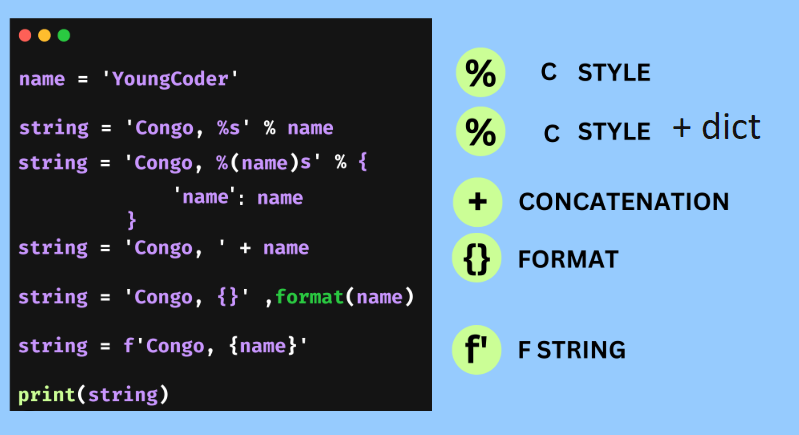 name = 'YoungCoder'
string = 'Congo, %s' % name
% C STYLE
string = 'Congo, %(name)s' % {
'name': name
}
% C STYLE + dict
string = 'Congo, ' + name
+ CONCATENATION
string = 'Congo, {}' ,format(name)
{} FORMAT
string = f'Congo, {name}'
f' F STRING
print(string)